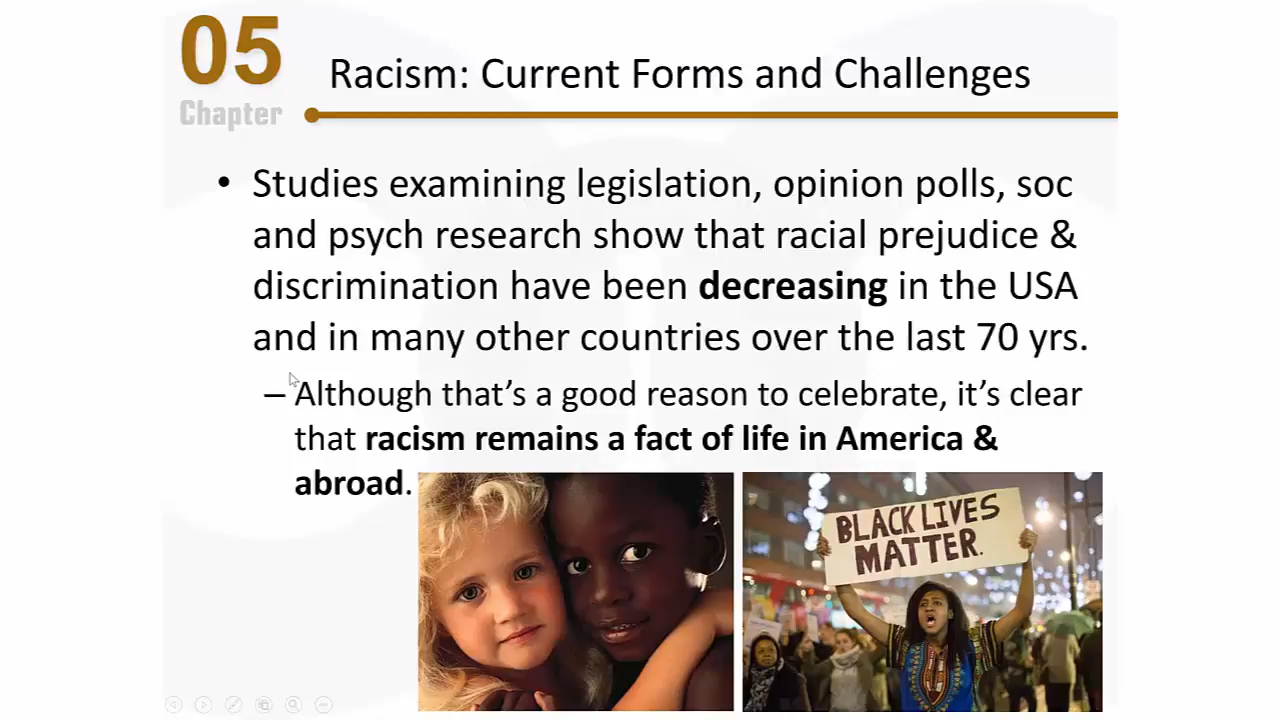 05
Chapter
Racism: Current Forms and Challenges
• Studies examining legislation, opinion polls, soc
and psych research show that racial prejudice &
discrimination have been decreasing in the USA
and in many other countries over the last 70 yrs.
– Although that's a good reason to celebrate, it's clear
that racism remains a fact of life in America &
abroad.
BLACK LIVES
MATTER.